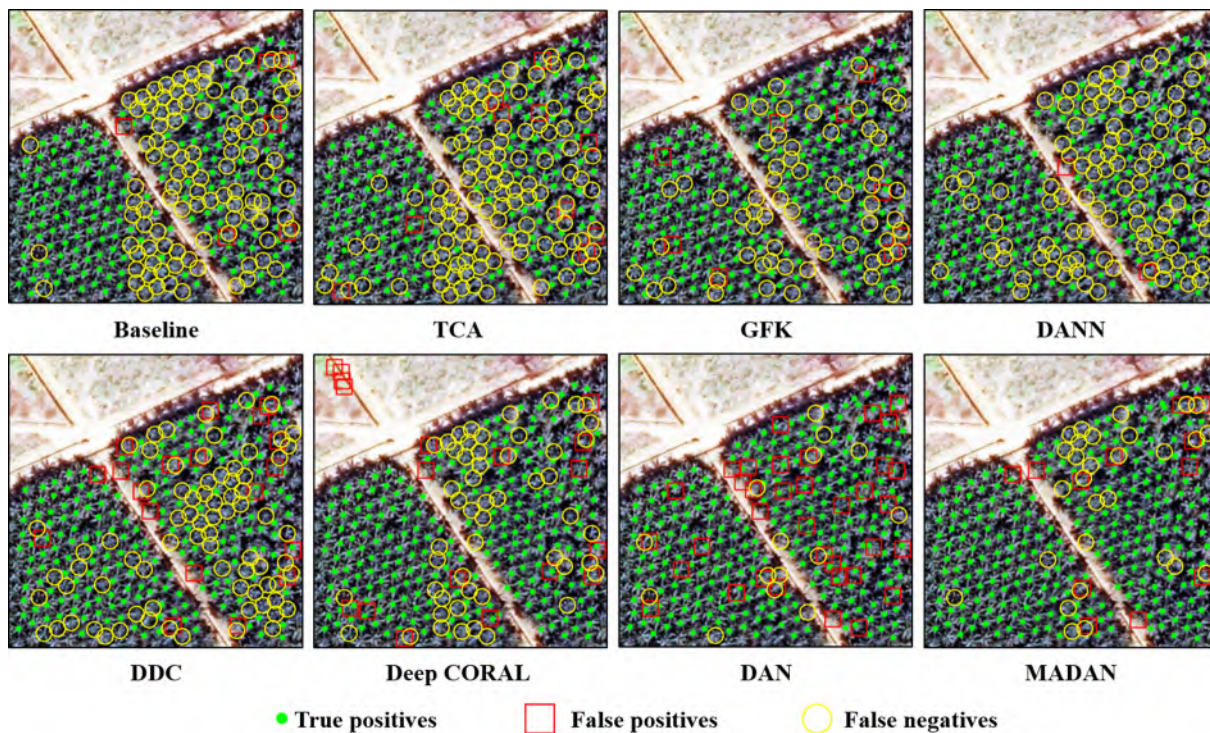 Baseline TCA GFK DANN
DDC Deep CORAL DAN MADAN
True positives False positives False negatives